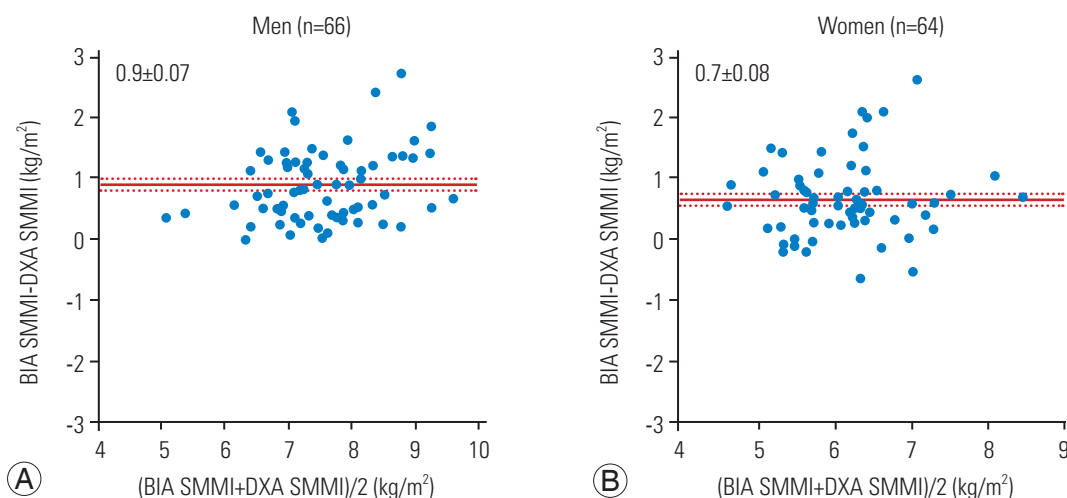 Men (n=66)
3
2
1
0
-1
-2
-3
0.9±0.07
BIA SMMI-DXA SMMI (kg/m²)
4 5 6 7 8 9 10
(BIA SMMI+DXA SMMI)/2 (kg/m²)
A
Women (n=64)
3
2
1
0
-1
-2
-3
0.7±0.08
BIA SMMI-DXA SMMI (kg/m²)
4 5 6 7 8 9
(BIA SMMI+DXA SMMI)/2 (kg/m²)
B